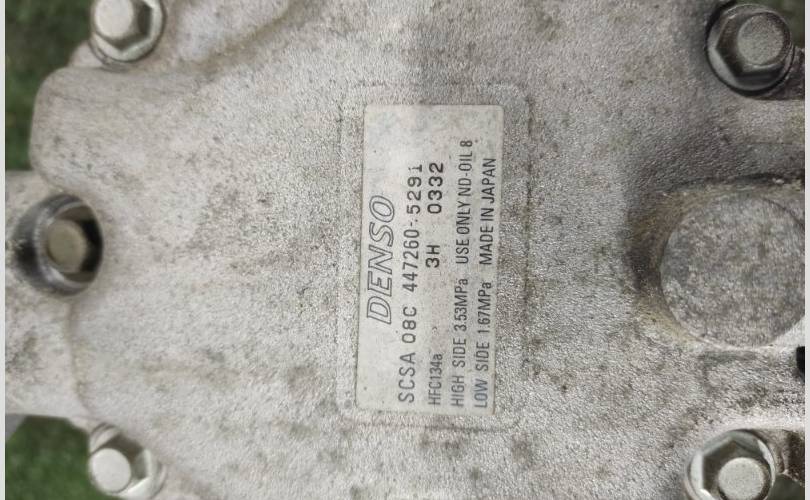 DENSO
SCSA 08C 447260-5291
HFC134a 3H 0332
HIGH SIDE 3.53MPa USE ONLY ND-OIL 8
LOW SIDE 1.67MPa MADE IN JAPAN